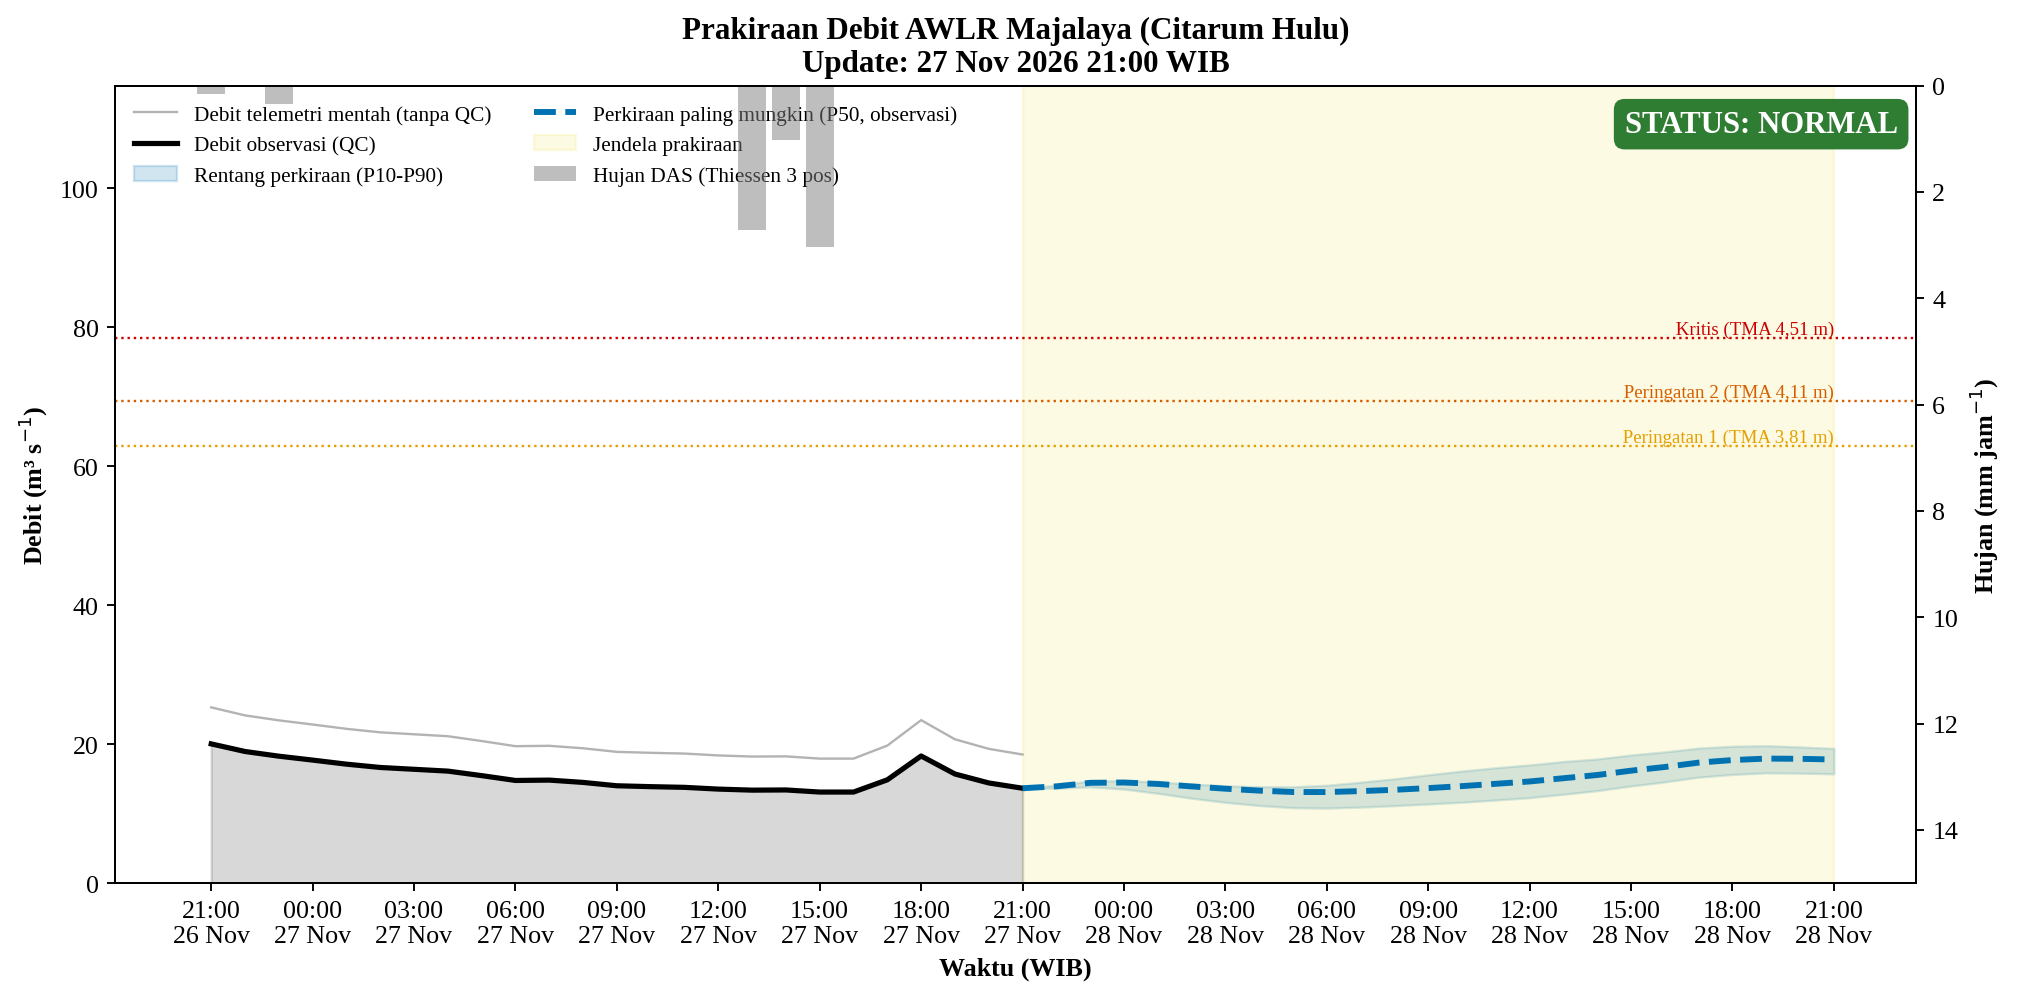 Prakiraan Debit AWLR Majalaya (Citarum Hulu)
Update: 27 Nov 2026 21:00 WIB
Debit telemetri mentah (tanpa QC)
Debit observasi (QC)
Rentang perkiraan (P10-P90)
Perkiraan paling mungkin (P50, observasi)
Jendela prakiraan
Hujan DAS (Thiessen 3 pos)
STATUS: NORMAL
Kritis (TMA 4,51 m)
Peringatan 2 (TMA 4,11 m)
Peringatan 1 (TMA 3,81 m)
Debit (m³ s⁻¹)
100
80
60
40
20
0
Hujan (mm jam⁻¹)
0
2
4
6
8
10
12
14
21:00 00:00 03:00 06:00 09:00 12:00 15:00 18:00 21:00 00:00 03:00 06:00 09:00 12:00 15:00 18:00 21:00
26 Nov 27 Nov 27 Nov 27 Nov 27 Nov 27 Nov 27 Nov 27 Nov 27 Nov 28 Nov 28 Nov 28 Nov 28 Nov 28 Nov 28 Nov 28 Nov 28 Nov
Waktu (WIB)